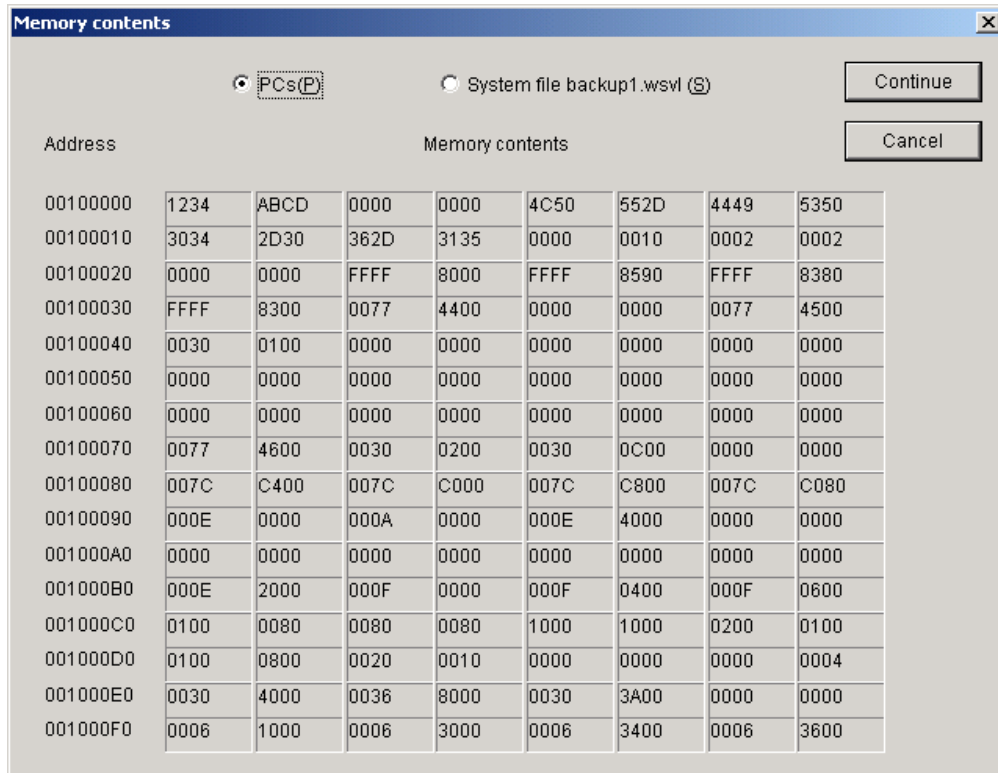 Memory contents
PCs(P) System file backup1.wsvl (S) Continue
Address Memory contents Cancel
00100000 1234 ABCD 0000 0000 4C50 552D 4449 5350
00100010 3034 2D30 362D 3135 0000 0010 0002 0002
00100020 0000 0000 FFFF 8000 FFFF 8590 FFFF 8380
00100030 FFFF 8300 0077 4400 0000 0000 0077 4500
00100040 0030 0100 0000 0000 0000 0000 0000 0000
00100050 0000 0000 0000 0000 0000 0000 0000 0000
00100060 0000 0000 0000 0000 0000 0000 0000 0000
00100070 0077 4600 0030 0200 0030 0C00 0000 0000
00100080 007C C400 007C C000 007C C800 007C C080
00100090 000E 0000 000A 0000 000E 4000 0000 0000
001000A0 0000 0000 0000 0000 0000 0000 0000 0000
001000B0 000E 2000 000F 0000 000F 0400 000F 0600
001000C0 0100 0080 0080 0080 1000 1000 0200 0100
001000D0 0100 0800 0020 0010 0000 0000 0000 0004
001000E0 0030 4000 0036 8000 0030 3A00 0000 0000
001000F0 0006 1000 0006 3000 0006 3400 0006 3600